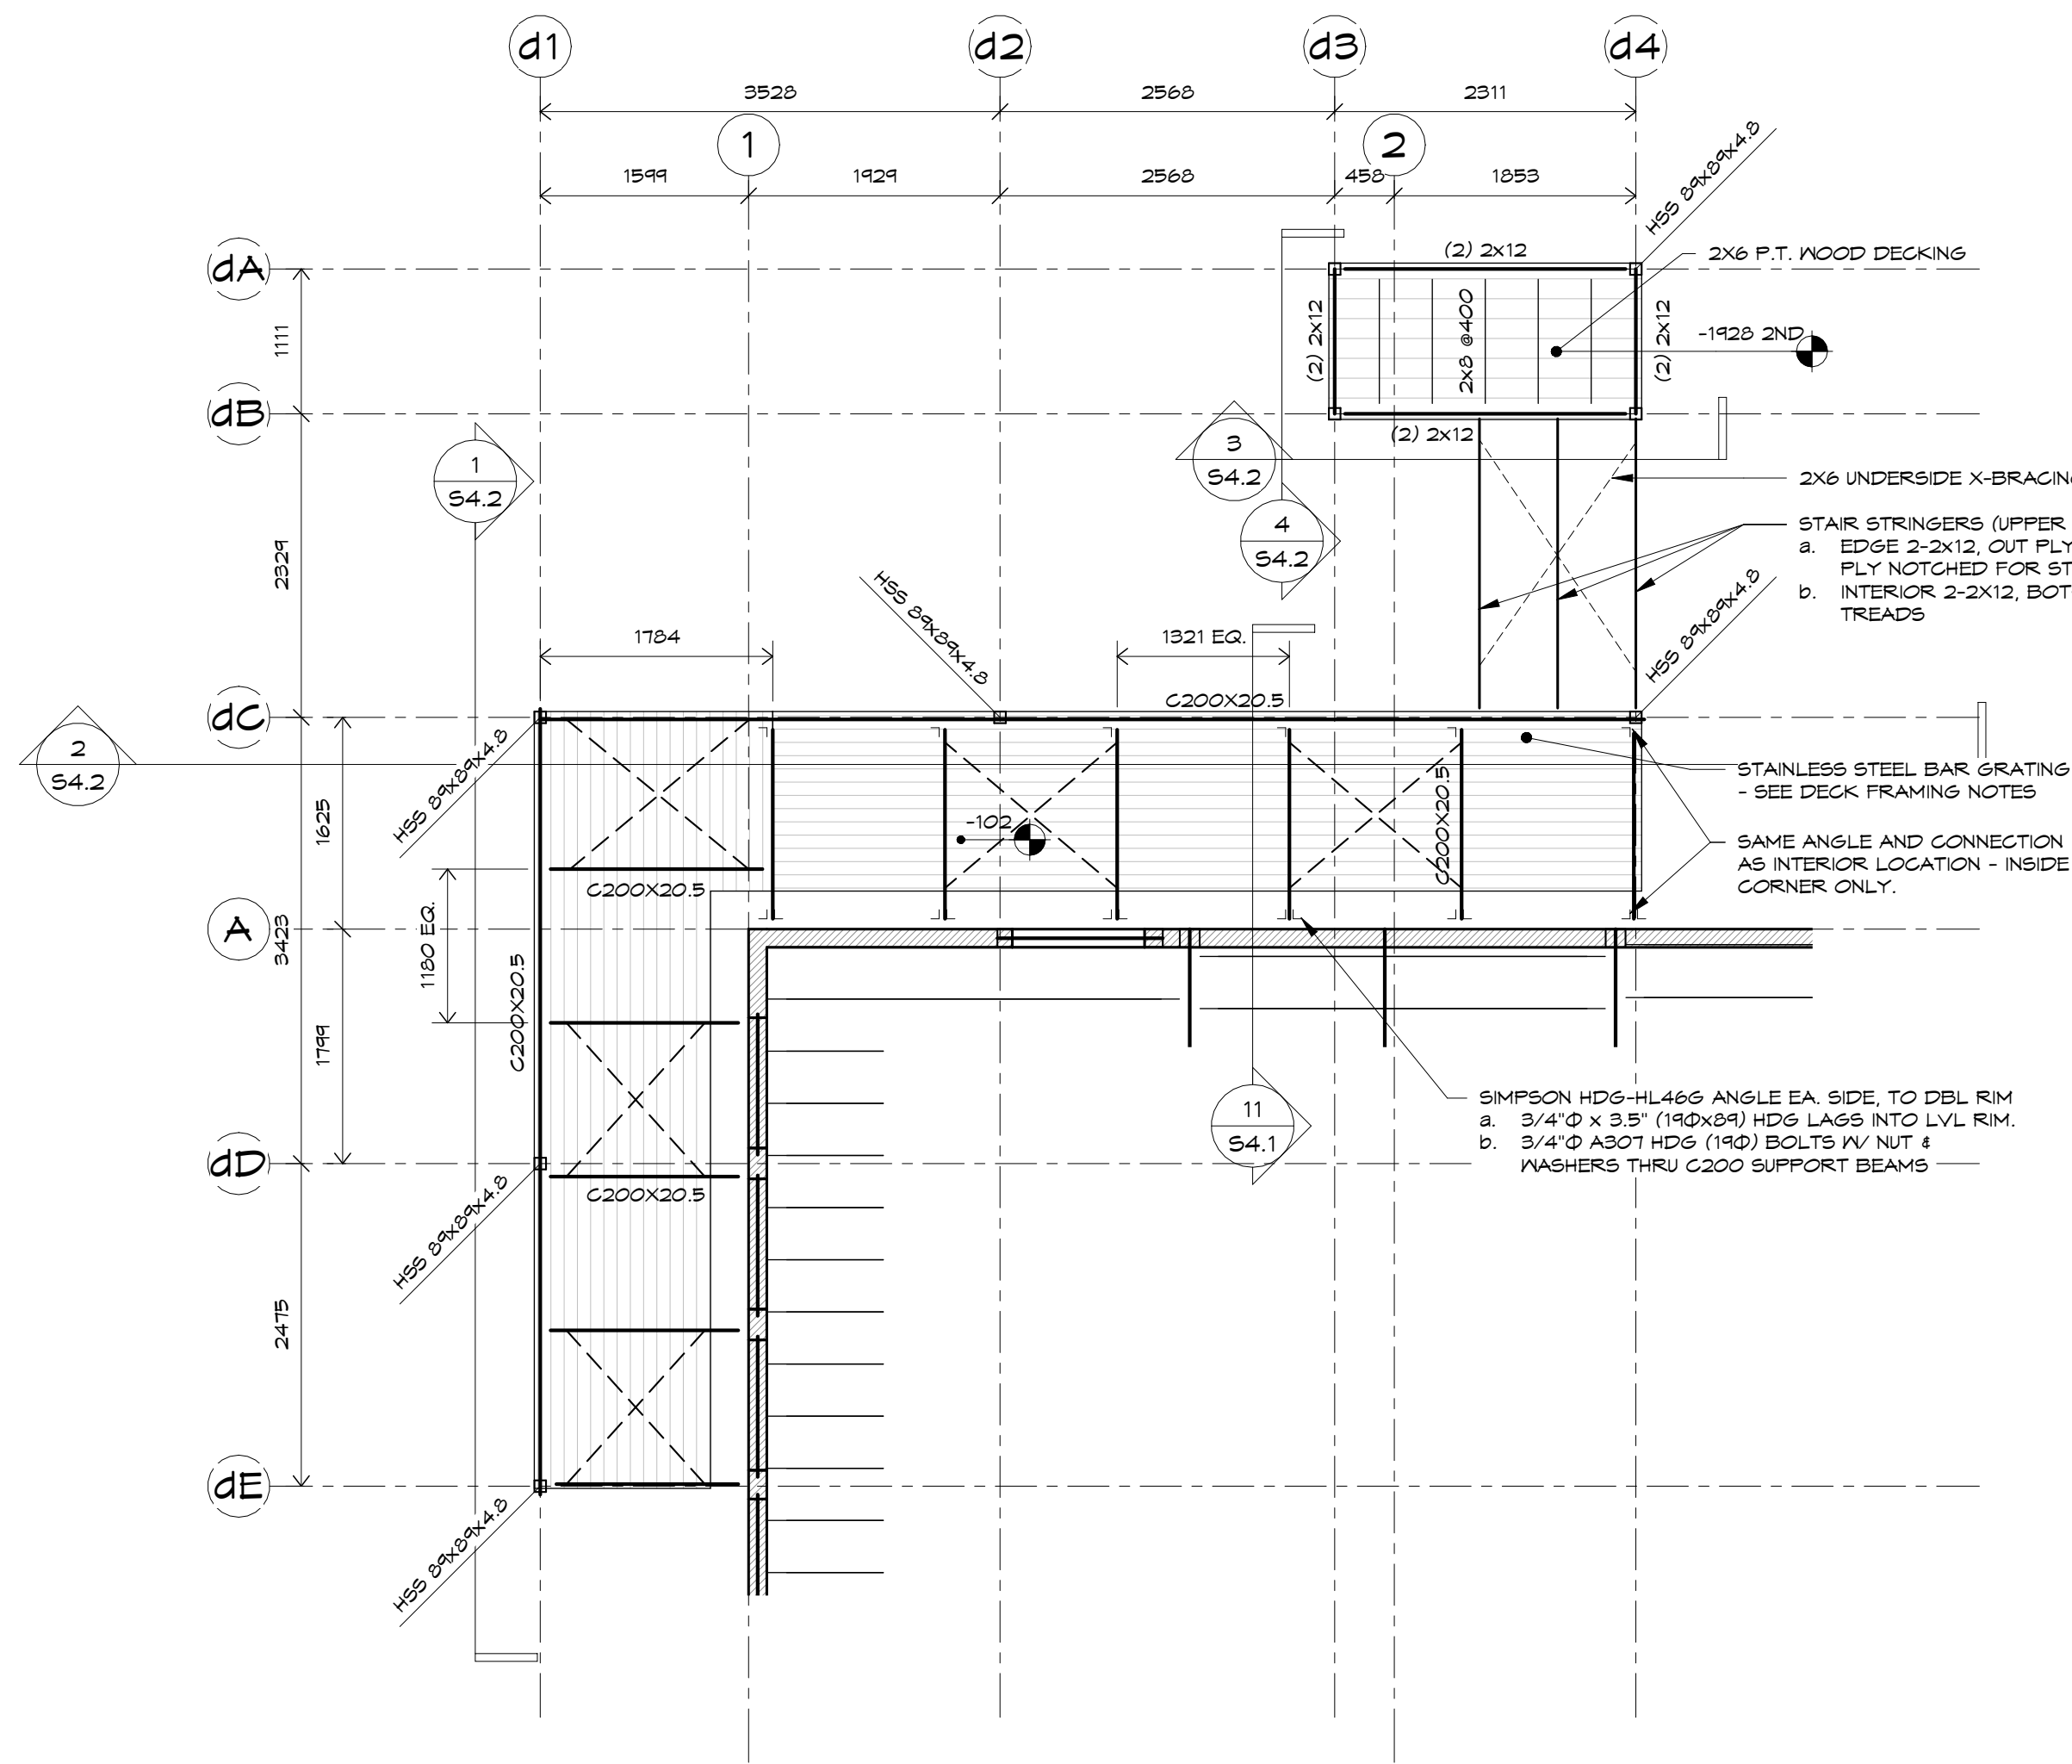 d1
d2
d3
d4
3528
2568
2311
1
2
1599
1929
2568
458
1853
HSS 89x89x4.8
dA
(2) 2x12
2X6 P.T. WOOD DECKING
(2) 2x12
2x8 @400
(2) 2x12
-1928 2ND
1111
dB
(2) 2x12
3
S4.2
1
S4.2
2X6 UNDERSIDE X-BRACING
4
S4.2
STAIR STRINGERS (UPPER
a. EDGE 2-2x12, OUT PLY
PLY NOTCHED FOR ST
b. INTERIOR 2-2X12, BOT
TREADS
2329
HSS 89x89x4.8
HSS 89x89x4.8
1784
1321 EQ.
C200X20.5
dC
2
S4.2
HSS 89x89x4.8
STAINLESS STEEL BAR GRATING
- SEE DECK FRAMING NOTES
1625
-102
C200X20.5
SAME ANGLE AND CONNECTION
AS INTERIOR LOCATION - INSIDE
CORNER ONLY.
C200X20.5
A
3423
1180 EQ.
C200X20.5
1799
SIMPSON HDG-HL46G ANGLE EA. SIDE, TO DBL RIM
a. 3/4"Φ x 3.5" (19Φx89) HDG LAGS INTO LVL RIM.
b. 3/4"Φ A307 HDG (19Φ) BOLTS W/ NUT &
WASHERS THRU C200 SUPPORT BEAMS
11
S4.1
dD
C200X20.5
HSS 89x89x4.8
2475
dE
HSS 89x89x4.8